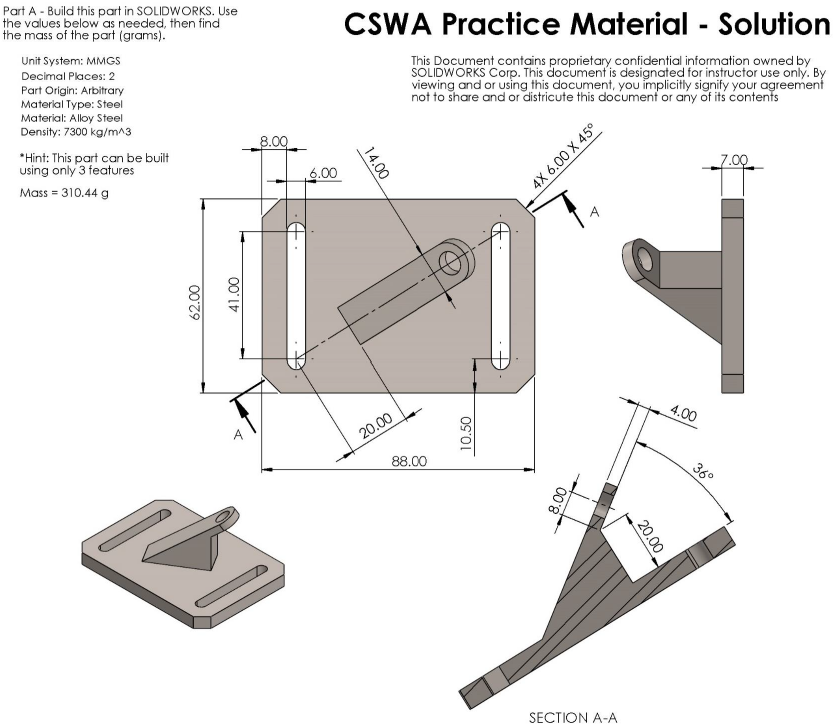 Part A - Build this part in SOLIDWORKS. Use
the values below as needed, then find
the mass of the part (grams).
CSWA Practice Material - Solution
Unit System: MMGS
Decimal Places: 2
Part Origin: Arbitrary
Material Type: Steel
Material: Alloy Steel
Density: 7300 kg/m^3
*Hint: This part can be built
using only 3 features
Mass = 310.44 g
This Document contains proprietary confidential information owned by
SOLIDWORKS Corp. This document is designated for instructor use only. By
viewing and or using this document, you implicitly signify your agreement
not to share and or districute this document or any of its contents
8.00
6.00
14.00
4X 6.00 X 45°
A
7.00
62.00
41.00
A
20.00
10.50
88.00
4.00
36°
8.00
20.00
SECTION A-A